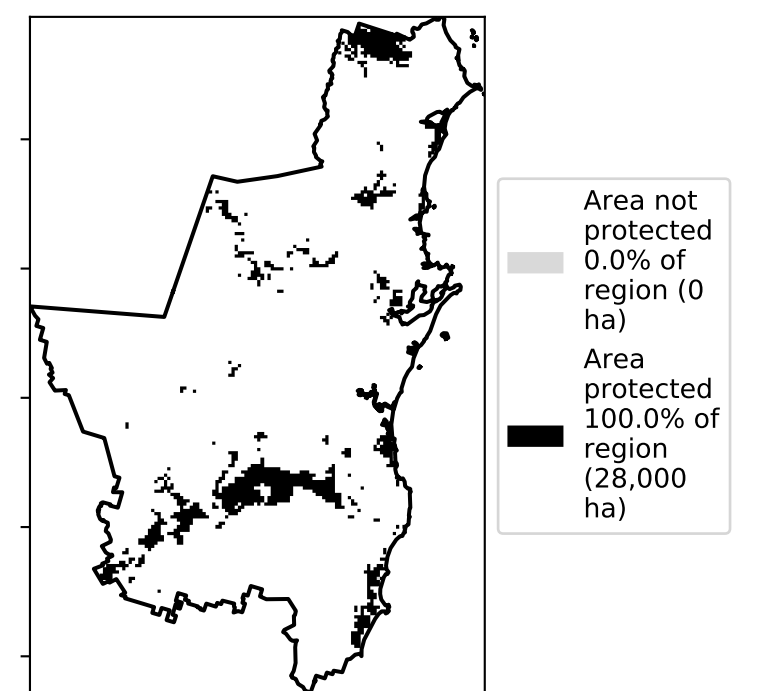 Area not
protected
0.0% of
region (0
ha)
Area
protected
100.0% of
region
(28,000
ha)